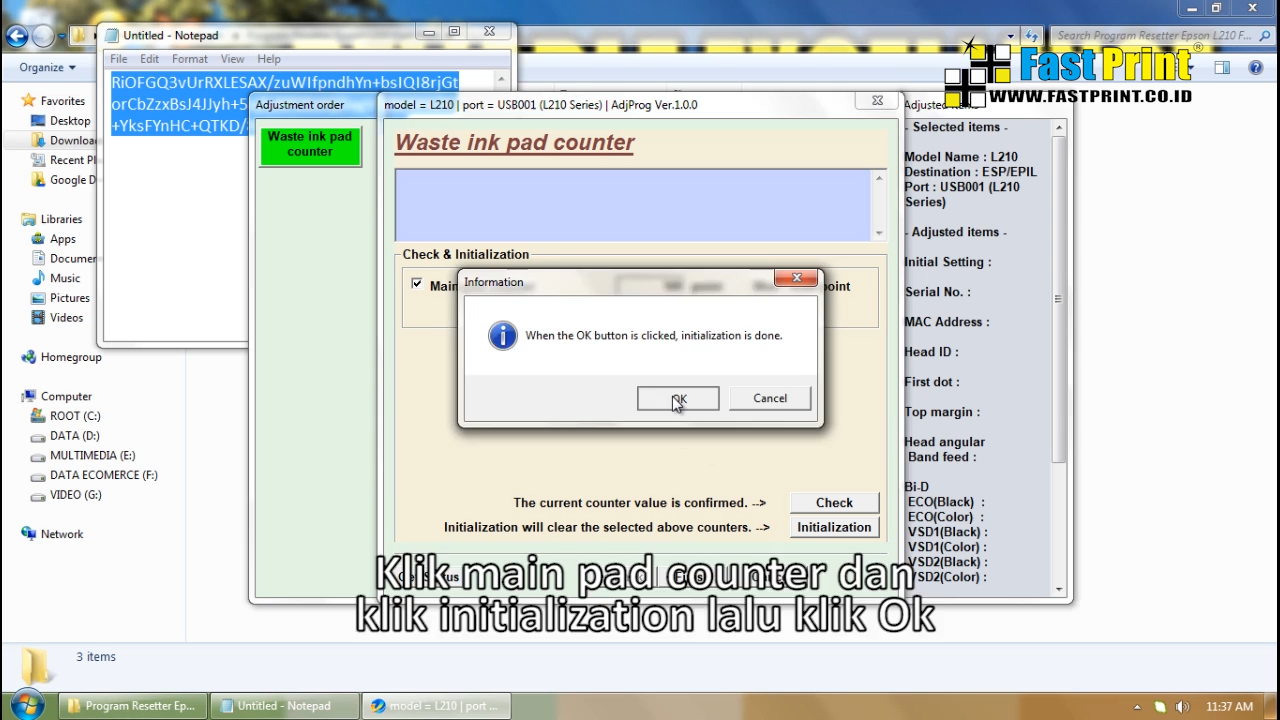 Untitled - Notepad
Search Program Resetter Epson L210 F...
File Edit Format View Help
RiOFGQ3vUrRXLESAX/zuWIfpndhYn+bsIQI8rjGt
orCbZzxBsJ4JJyh+5
+YksFYnHC+QTKD/
Organize
Fast Print®
WWW.FASTPRINT.CO.ID
Favorites
Desktop
Downloa
Recent Pl
Google D
Libraries
Apps
Documen
Music
Pictures
Videos
Homegroup
Computer
ROOT (C:)
DATA (D:)
MULTIMEDIA (E:)
DATA ECOMERCE (F:)
VIDEO (G:)
Network
Adjustment order
Waste ink pad
counter
model = L210 | port = USB001 (L210 Series) | AdjProg Ver.1.0.0
Waste ink pad counter
Check & Initialization
Main
point
Information
When the OK button is clicked, initialization is done.
OK
Cancel
The current counter value is confirmed. -->
Check
Initialization will clear the selected above counters. -->
Initialization
Adjusted items
- Selected items -
Model Name : L210
Destination : ESP/EPIL
Port : USB001 (L210
Series)
- Adjusted items -
Initial Setting :
Serial No. :
MAC Address :
Head ID :
First dot :
Top margin :
Head angular
Band feed :
Bi-D
ECO(Black) :
ECO(Color) :
VSD1(Black) :
VSD1(Color) :
VSD2(Black) :
VSD2(Color) :
Klik main pad counter dan
klik initialization lalu klik Ok
3 items
Program Resetter Ep...
Untitled - Notepad
model = L210 | port ...
11:37 AM